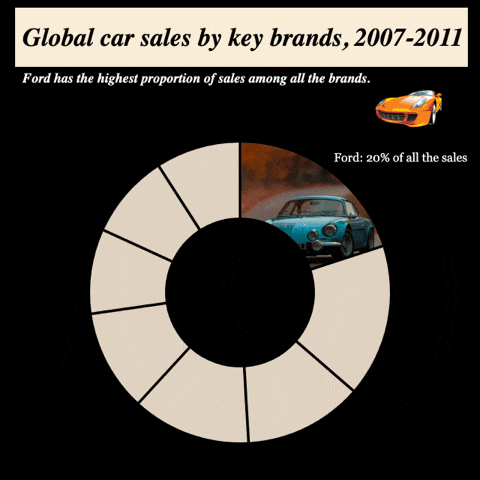 Global car sales by key brands, 2007-2011
Ford has the highest proportion of sales among all the brands.
Ford: 20% of all the sales